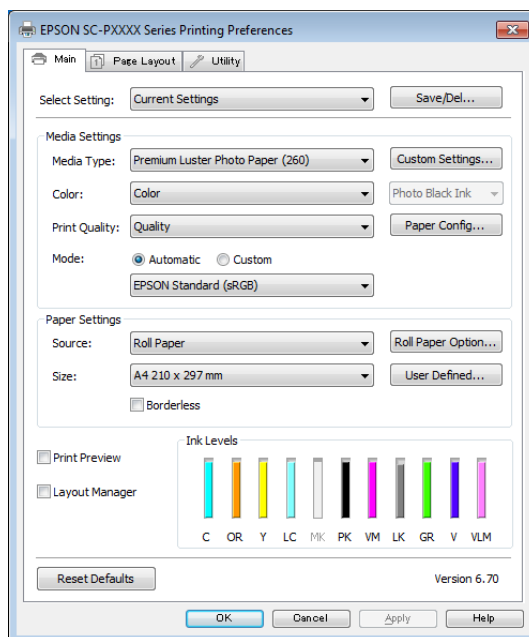 EPSON SC-PXXXX Series Printing Preferences
Main Page Layout Utility
Select Setting: Current Settings Save/Del...
Media Settings
Media Type: Premium Luster Photo Paper (260) Custom Settings...
Color: Color Photo Black Ink
Print Quality: Quality Paper Config...
Mode: Automatic Custom
EPSON Standard (sRGB)
Paper Settings
Source: Roll Paper Roll Paper Option...
Size: A4 210 x 297 mm User Defined...
Borderless
Ink Levels
Print Preview
Layout Manager
C OR Y LC MK PK VM LK GR V VLM
Reset Defaults Version 6.70
OK Cancel Apply Help